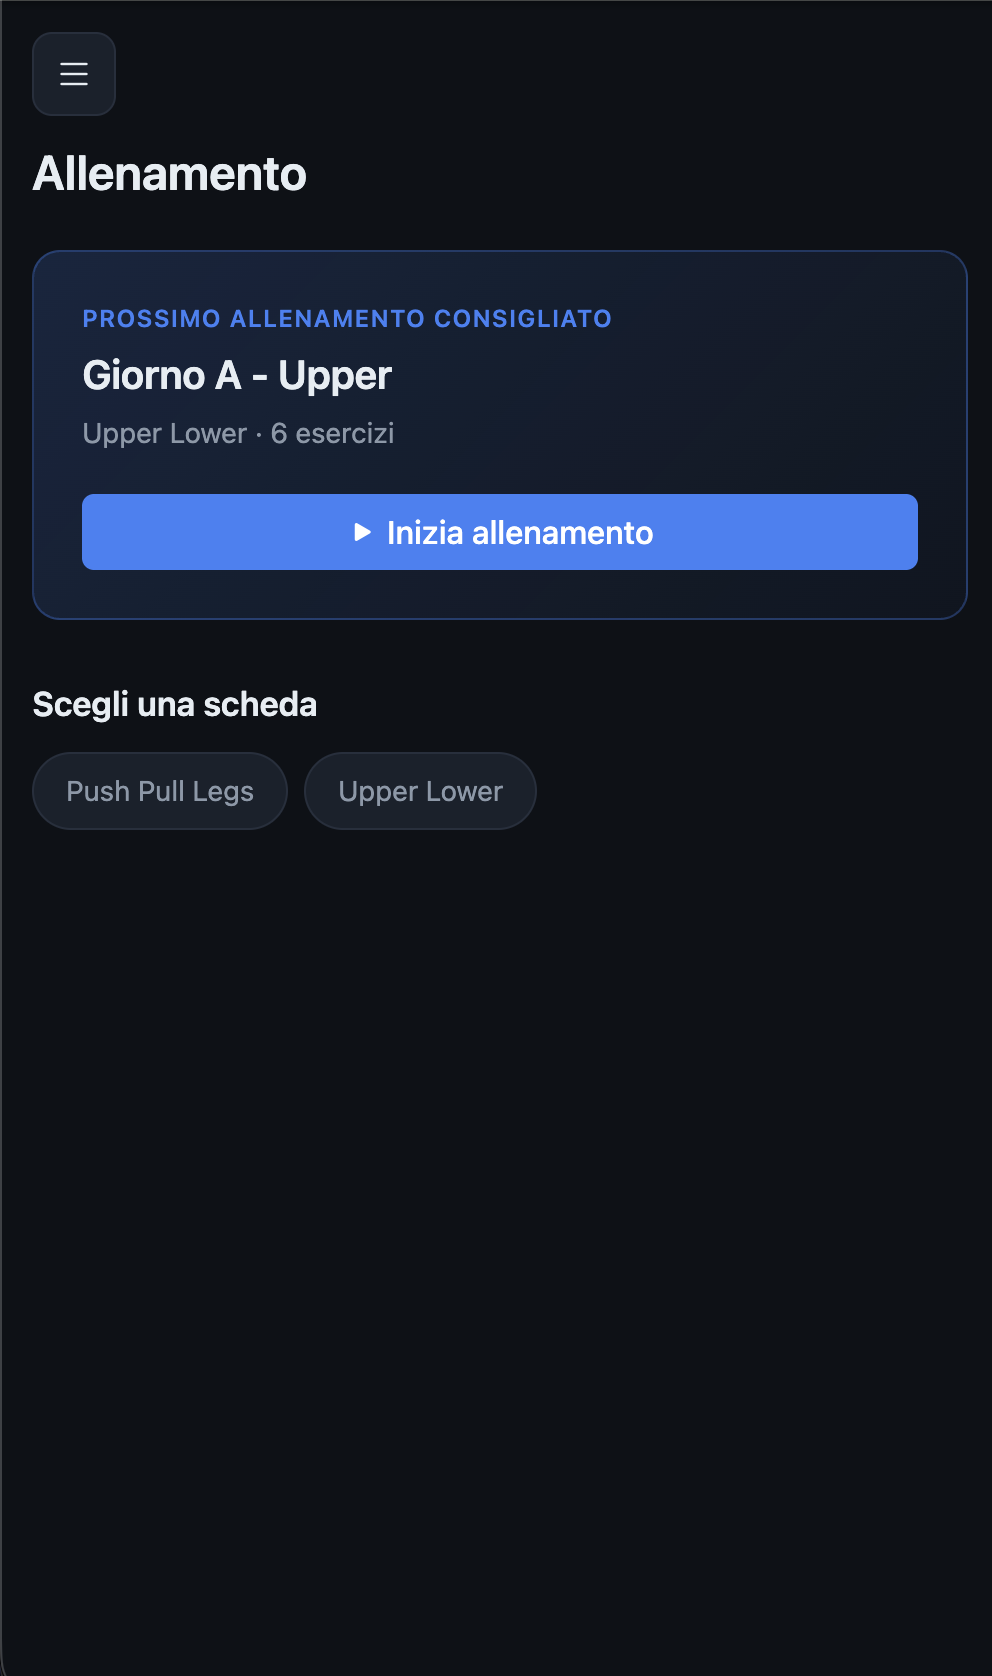 Allenamento
PROSSIMO ALLENAMENTO CONSIGLIATO
Giorno A - Upper
Upper Lower · 6 esercizi
Inizia allenamento
Scegli una scheda
Push Pull Legs
Upper Lower